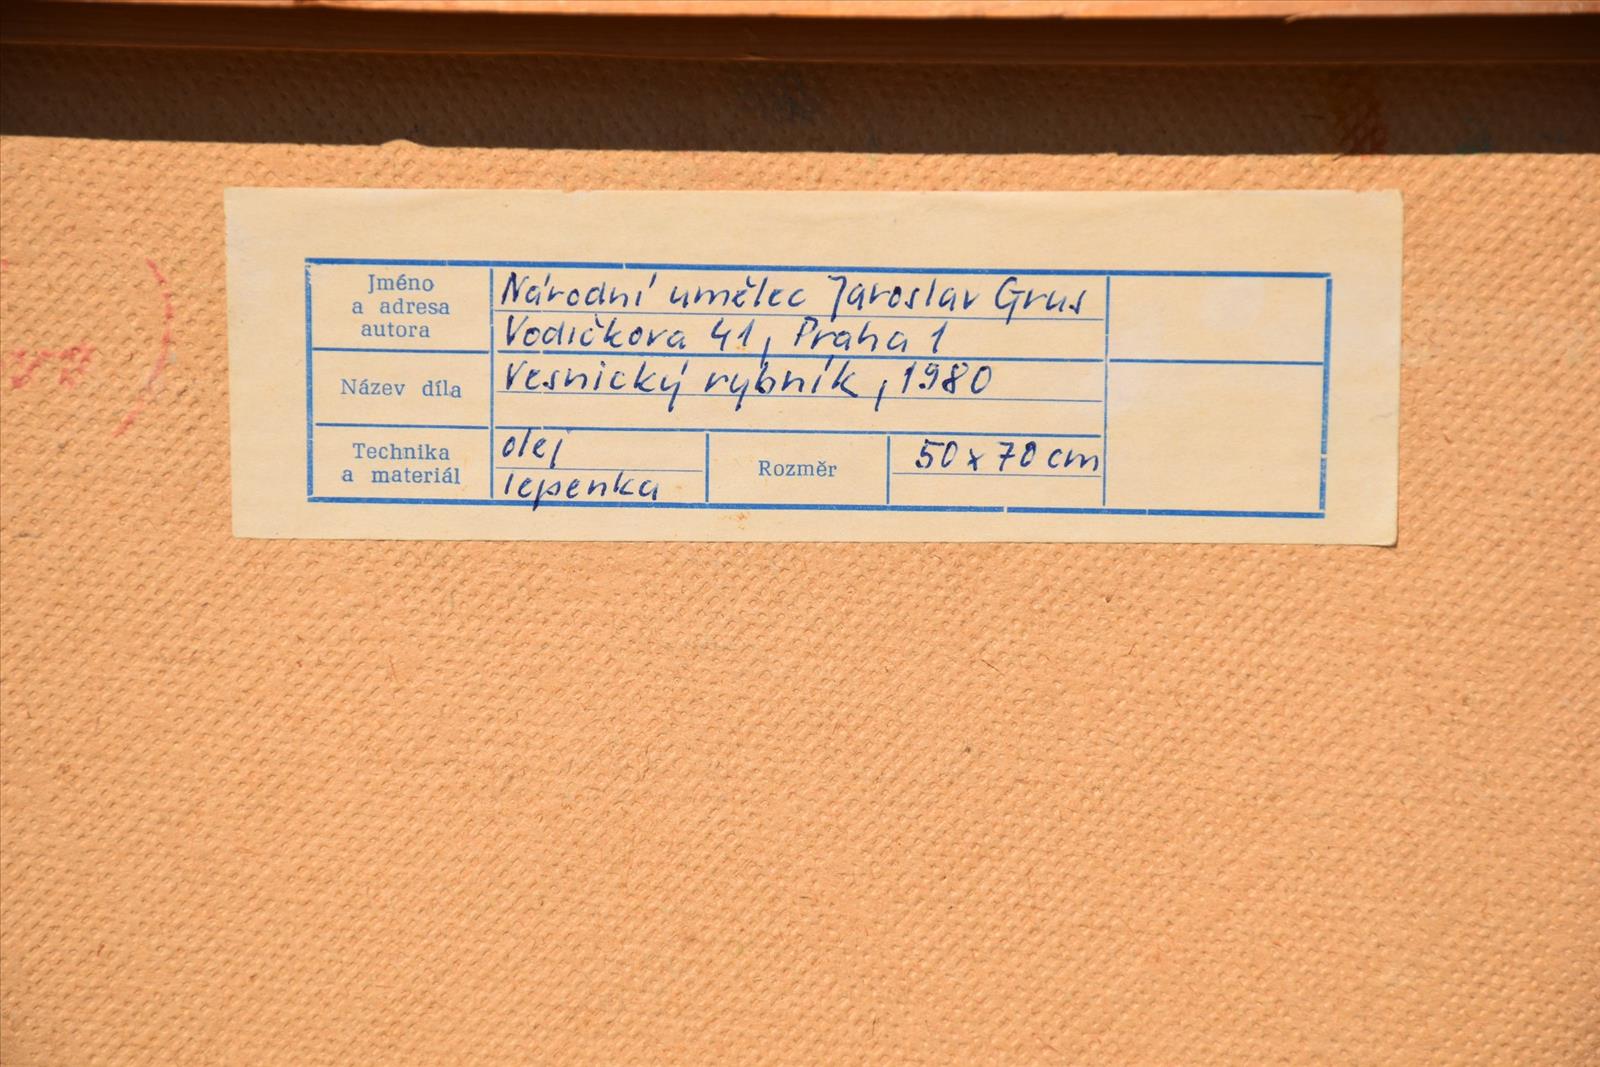 Jméno
a adresa
autora
Národní umělec Jaroslav Grus
Vodičkova 41, Praha 1
Název díla
Vesnický rybník, 1980
Technika
a materiál
olej
lepenka
Rozměr
50 x 70 cm